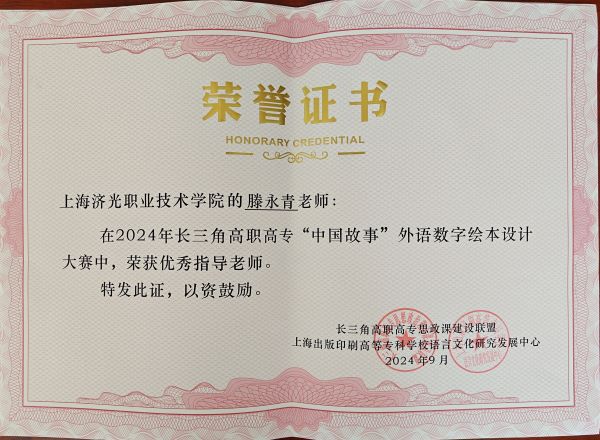 荣誉证书
HONORARY CREDENTIAL
上海济光职业技术学院的滕永青老师：
在2024年长三角高职高专“中国故事”外语数字绘本设计
大赛中，荣获优秀指导老师。
特发此证，以资鼓励。
长三角高职高专思政课建设联盟
上海出版印刷高等专科学校语言文化研究发展中心
2024年9月